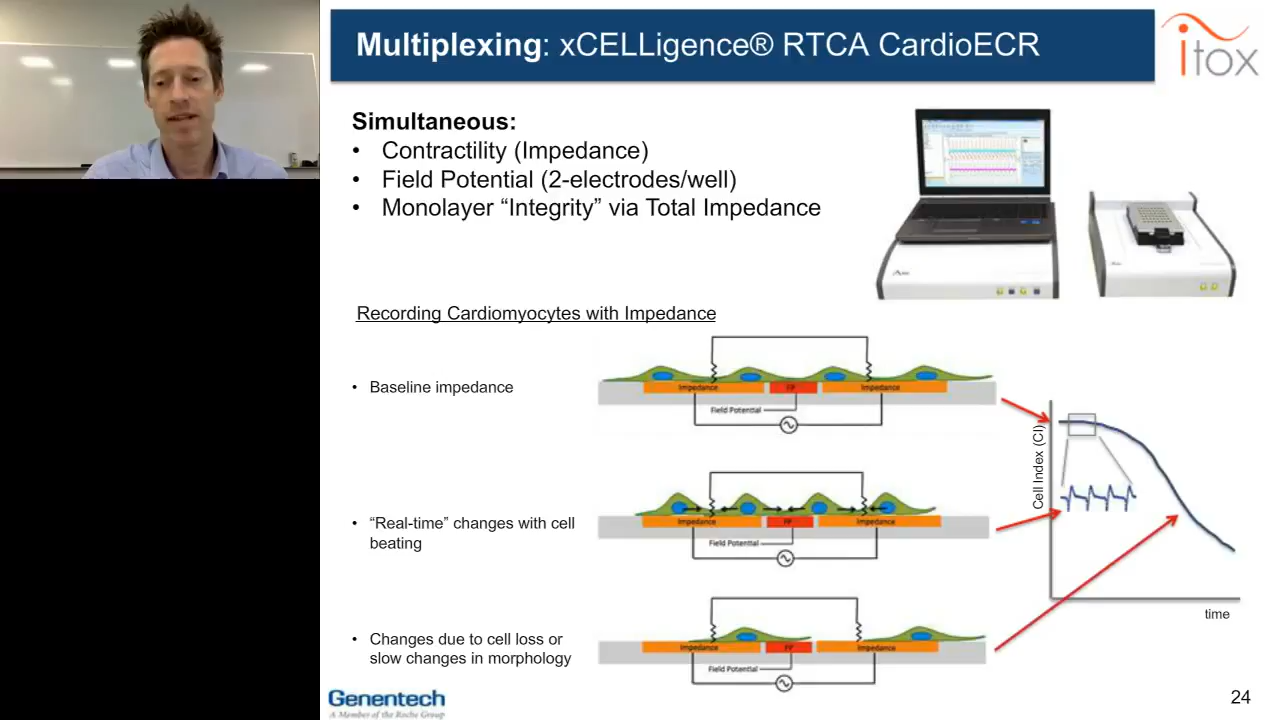 Multiplexing: xCELLigence® RTCA CardioECR
itox
Simultaneous:
• Contractility (Impedance)
• Field Potential (2-electrodes/well)
• Monolayer “Integrity” via Total Impedance
Recording Cardiomyocytes with Impedance
• Baseline impedance
Impedance
FP
Impedance
Field Potential
Cell Index (CI)
• “Real-time” changes with cell
beating
Impedance
FP
Impedance
Field Potential
time
• Changes due to cell loss or
slow changes in morphology
Impedance
FP
Impedance
Field Potential
Genentech
A Member of the Roche Group
24